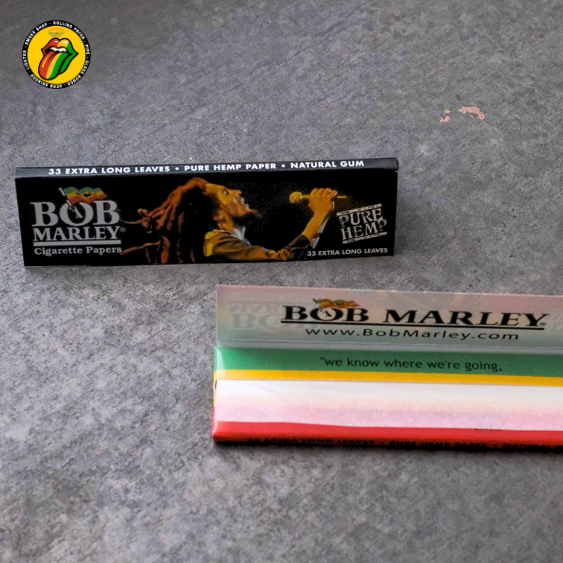 33 EXTRA LONG LEAVES • PURE HEMP PAPER • NATURAL GUM
BOB
MARLEY®
Cigarette Papers
PURE
HEMP
33 EXTRA LONG LEAVES
BOB MARLEY®
www.BobMarley.com
"we know where we're going,